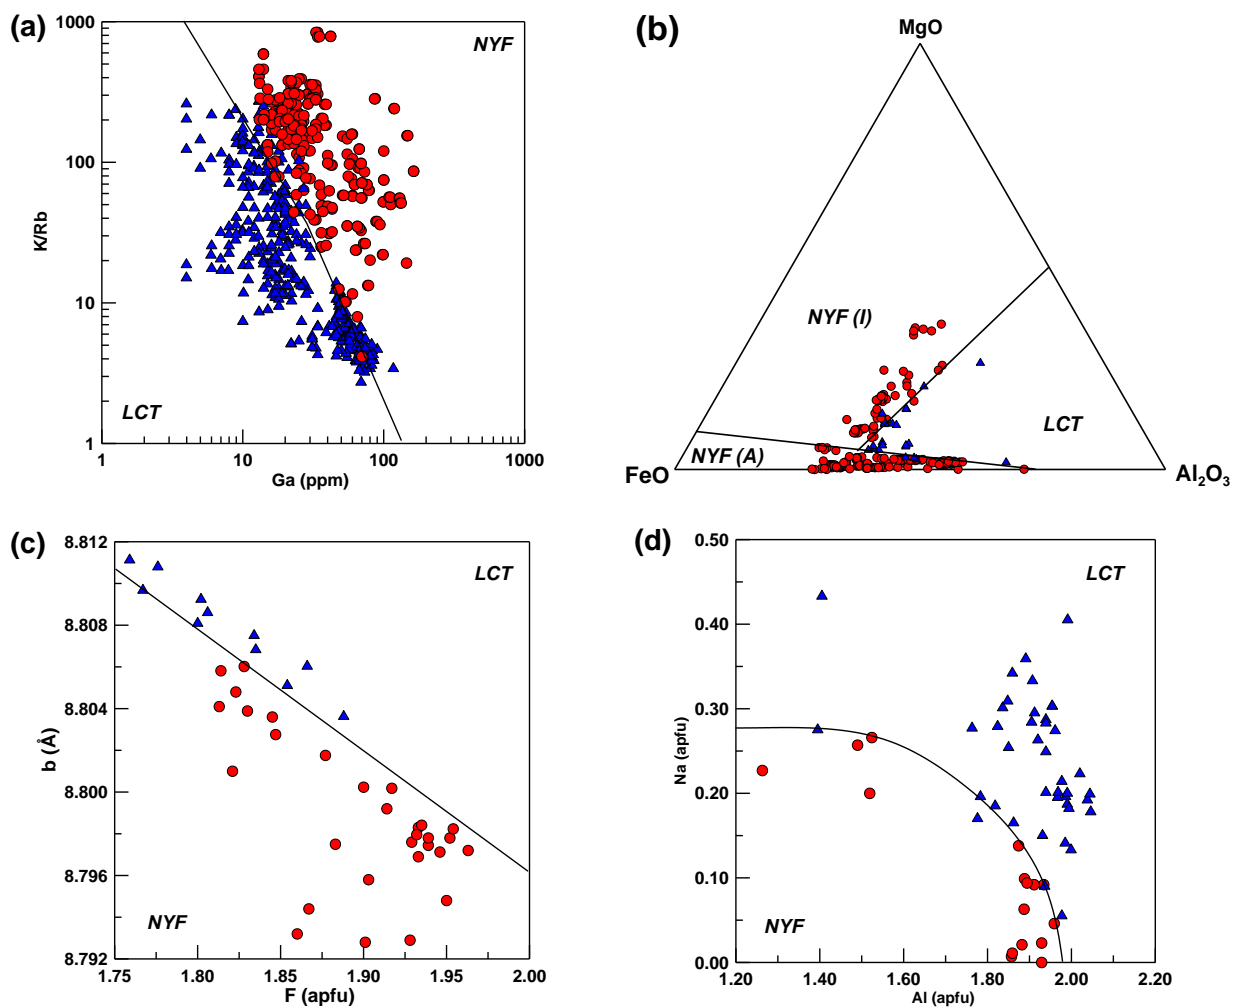 (a)
1000
100
10
1
K/Rb
NYF
LCT
1 10 100 1000
Ga (ppm)
(b)
MgO
NYF (I)
LCT
NYF (A)
FeO
Al₂O₃
(c)
8.812
8.808
8.804
8.800
8.796
8.792
b (Å)
LCT
NYF
1.75 1.80 1.85 1.90 1.95 2.00
F (apfu)
(d)
0.50
0.40
0.30
0.20
0.10
0.00
Na (apfu)
LCT
NYF
1.20 1.40 1.60 1.80 2.00 2.20
Al (apfu)